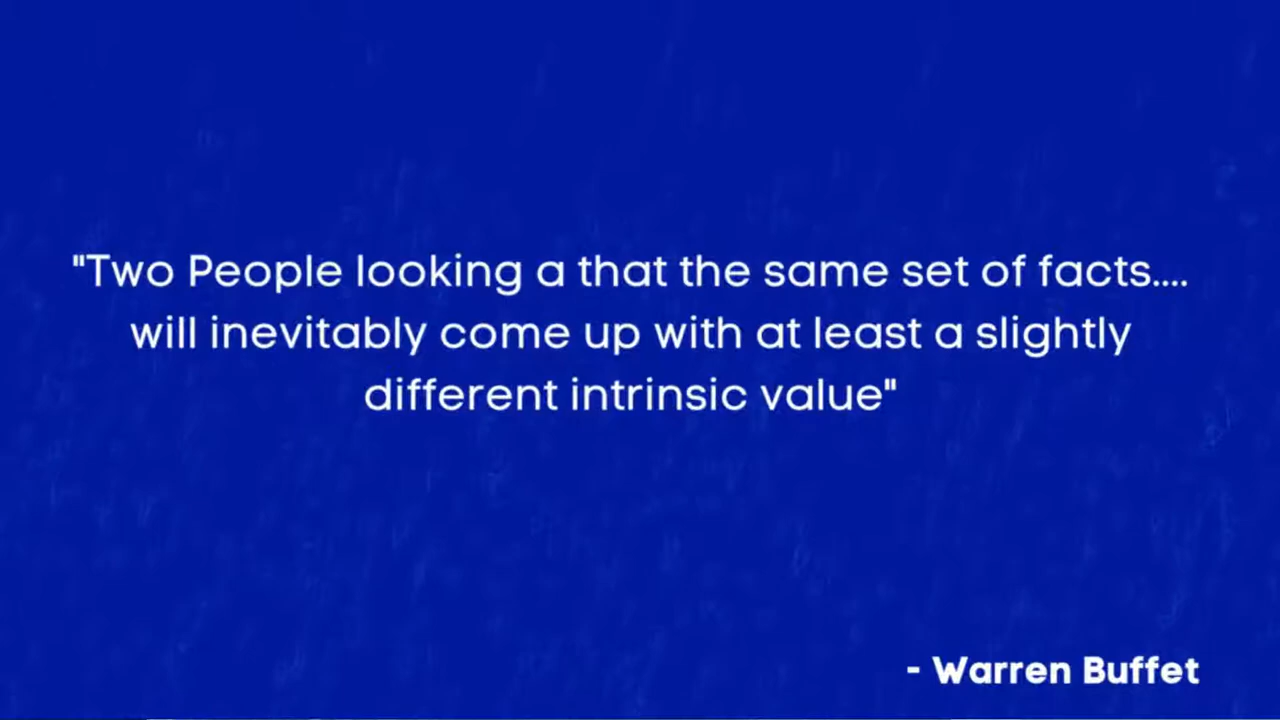 "Two People looking a that the same set of facts....
will inevitably come up with at least a slightly
different intrinsic value"
- Warren Buffet